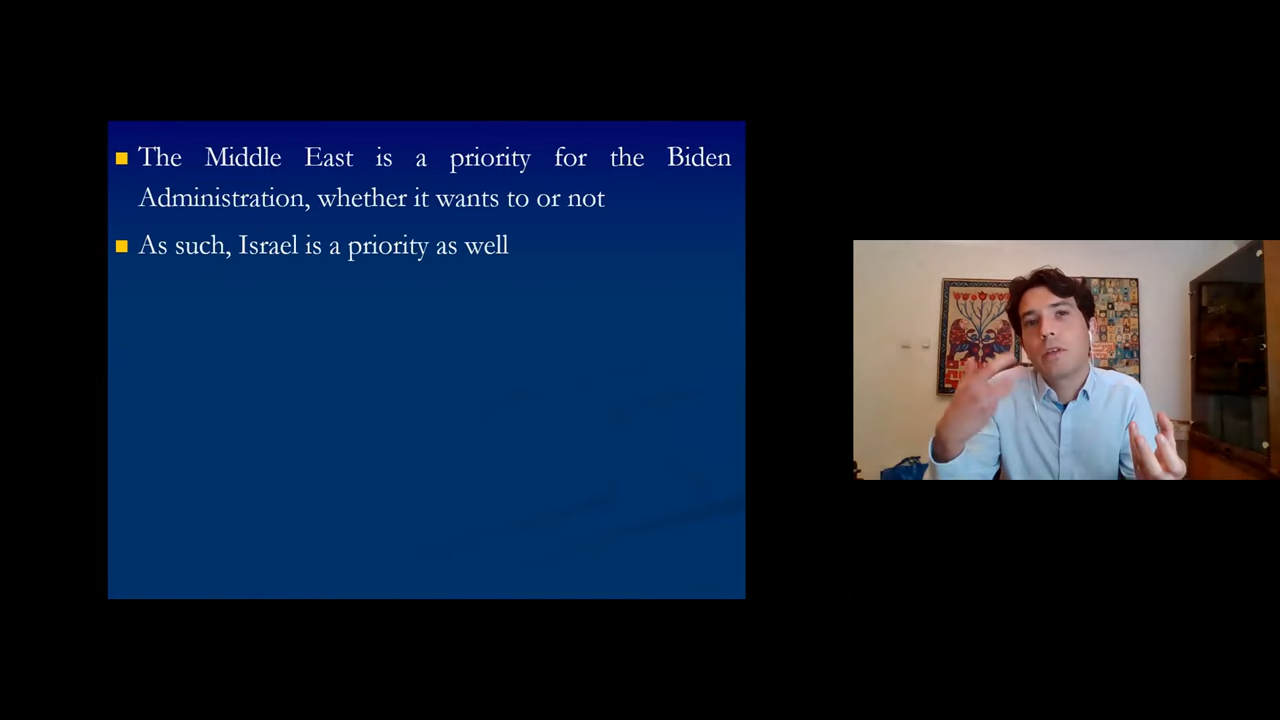 The Middle East is a priority for the Biden
Administration, whether it wants to or not
As such, Israel is a priority as well